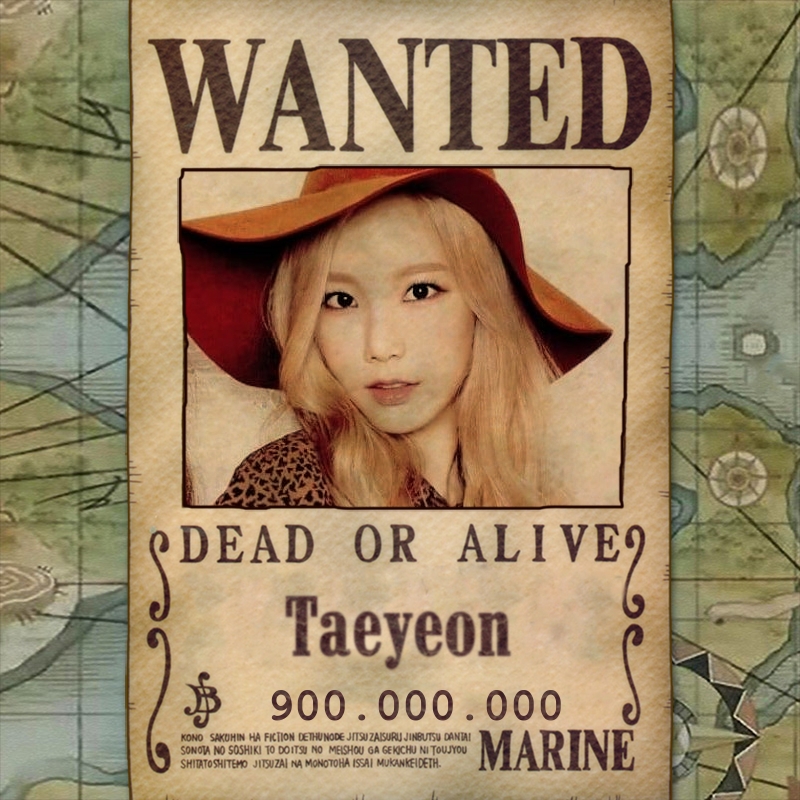 WANTED
DEAD OR ALIVE
Taeyeon
900.000.000
KONO SAKUHIN HA FICTION DETHUNODE JITSUZAISURU JINBUTSU DANTAI
SONOTA NO SOSHIKI TO DOITSU NO MEISHOU GA GEKICHU NI TOUJYOU
SHITATOSHITEMO JITSUZAI NA MONOTOHA ISSAI MUKANKEIDETH.
MARINE